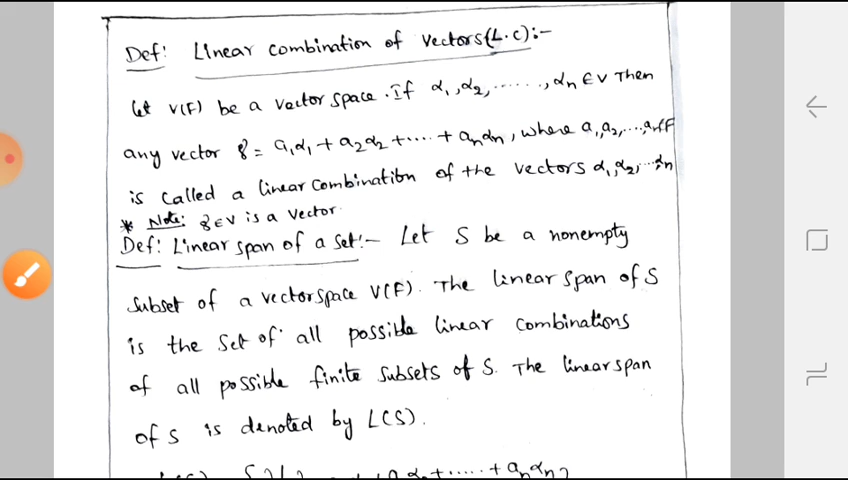 Def: Linear combination of vectors(L.C):-
Let V(F) be a vector space. If α₁, α₂, ......, αₙ ∈ V Then
any vector γ = a₁α₁ + a₂α₂ + .... + aₙαₙ, where a₁, a₂, ..., aₙ ∈ F
is called a linear combination of the vectors α₁, α₂, ... αₙ
* Note: γ ∈ V is a vector.
Def: Linear span of a set:- Let S be a nonempty
subset of a vector space V(F). The linear span of S
is the set of all possible linear combinations
of all possible finite subsets of S. The linear span
of S is denoted by L(S).
+ ..... + aₙαₙ